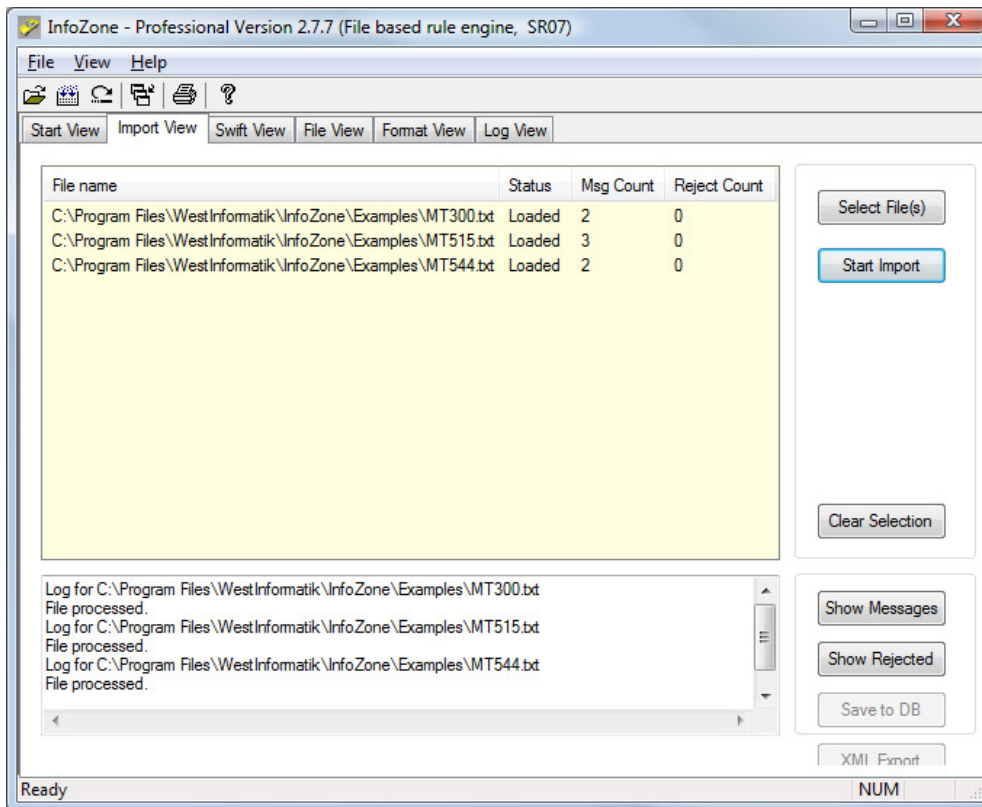 InfoZone - Professional Version 2.7.7 (File based rule engine, SR07)
File View Help
Start View Import View Swift View File View Format View Log View
File name Status Msg Count Reject Count
C:\Program Files\WestInformatik\InfoZone\Examples\MT300.txt Loaded 2 0
C:\Program Files\WestInformatik\InfoZone\Examples\MT515.txt Loaded 3 0
C:\Program Files\WestInformatik\InfoZone\Examples\MT544.txt Loaded 2 0
Select File(s)
Start Import
Clear Selection
Log for C:\Program Files\WestInformatik\InfoZone\Examples\MT300.txt
File processed.
Log for C:\Program Files\WestInformatik\InfoZone\Examples\MT515.txt
File processed.
Log for C:\Program Files\WestInformatik\InfoZone\Examples\MT544.txt
File processed.
Show Messages
Show Rejected
Save to DB
XML Export
Ready NUM